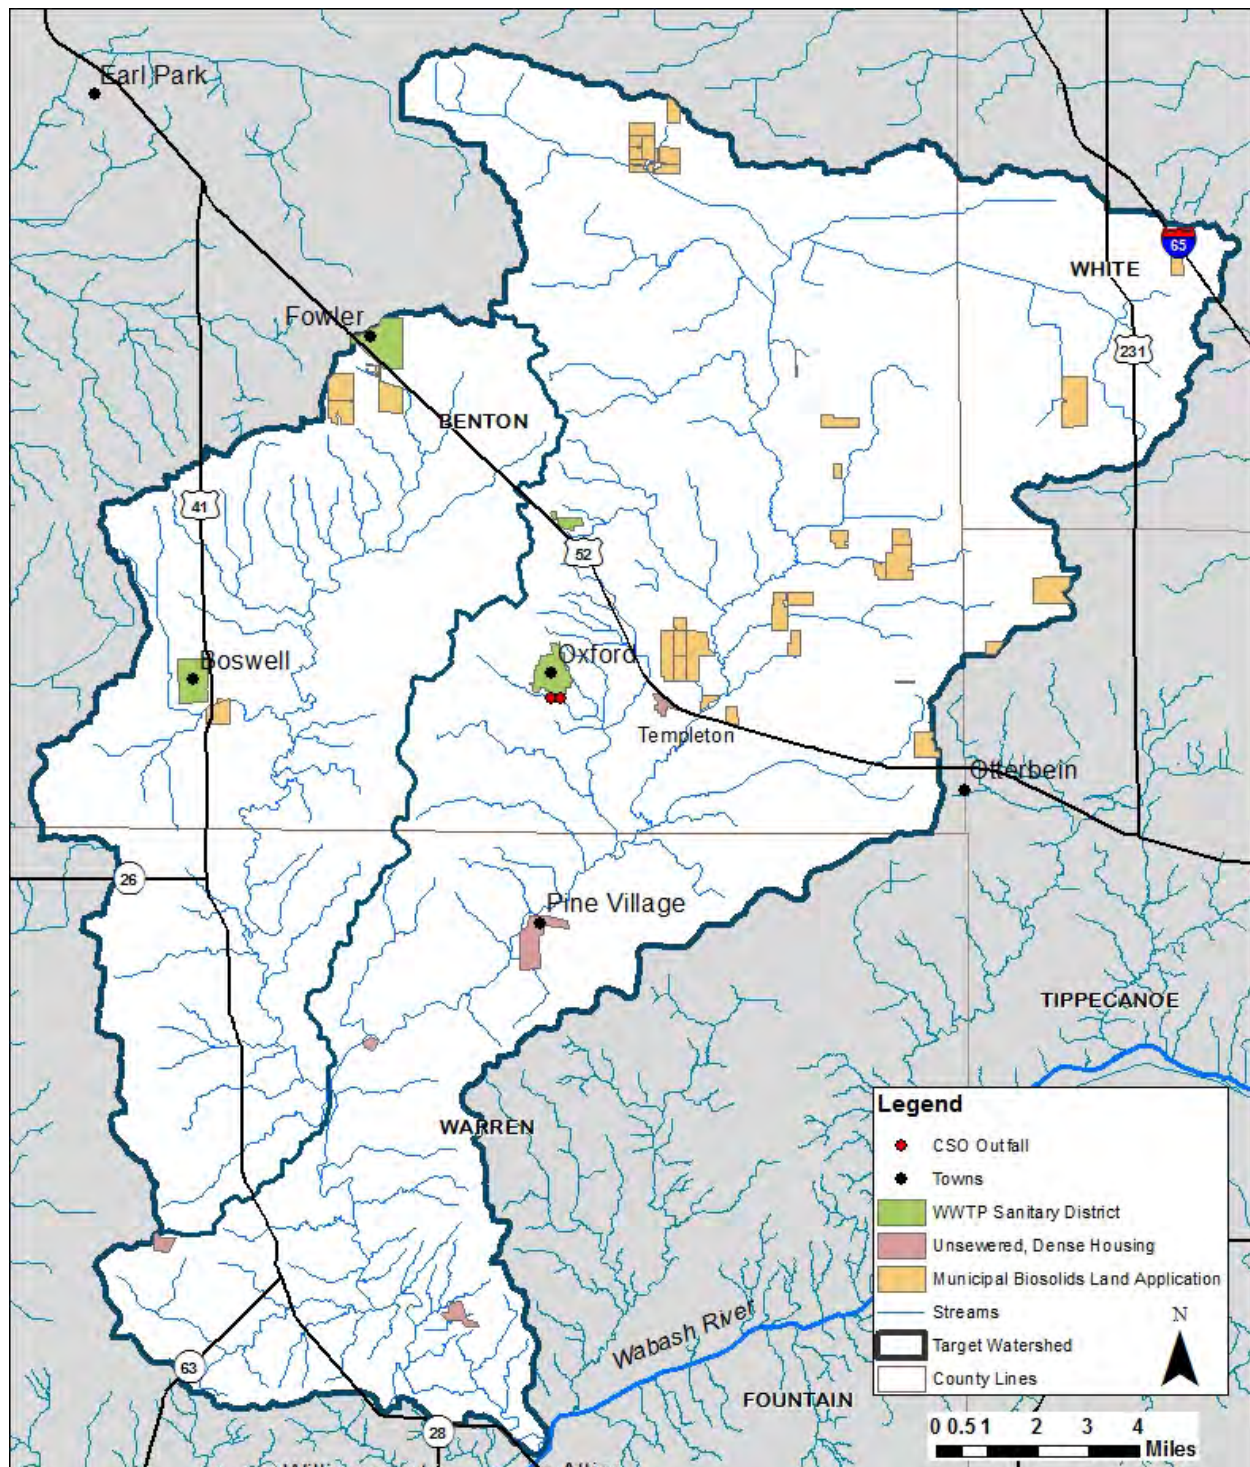 Earl Park
65
WHITE
Fowler
231
BENTON
41
52
Boswell
Oxford
Templeton
Otterbein
26
Pine Village
TIPPECANOE
WARREN
Legend
CSO Outfall
Towns
WWTP Sanitary District
Unsewered, Dense Housing
Municipal Biosolids Land Application
Streams
N
Target Watershed
County Lines
Wabash River
63
FOUNTAIN
28
0 0.5 1 2 3 4
Miles